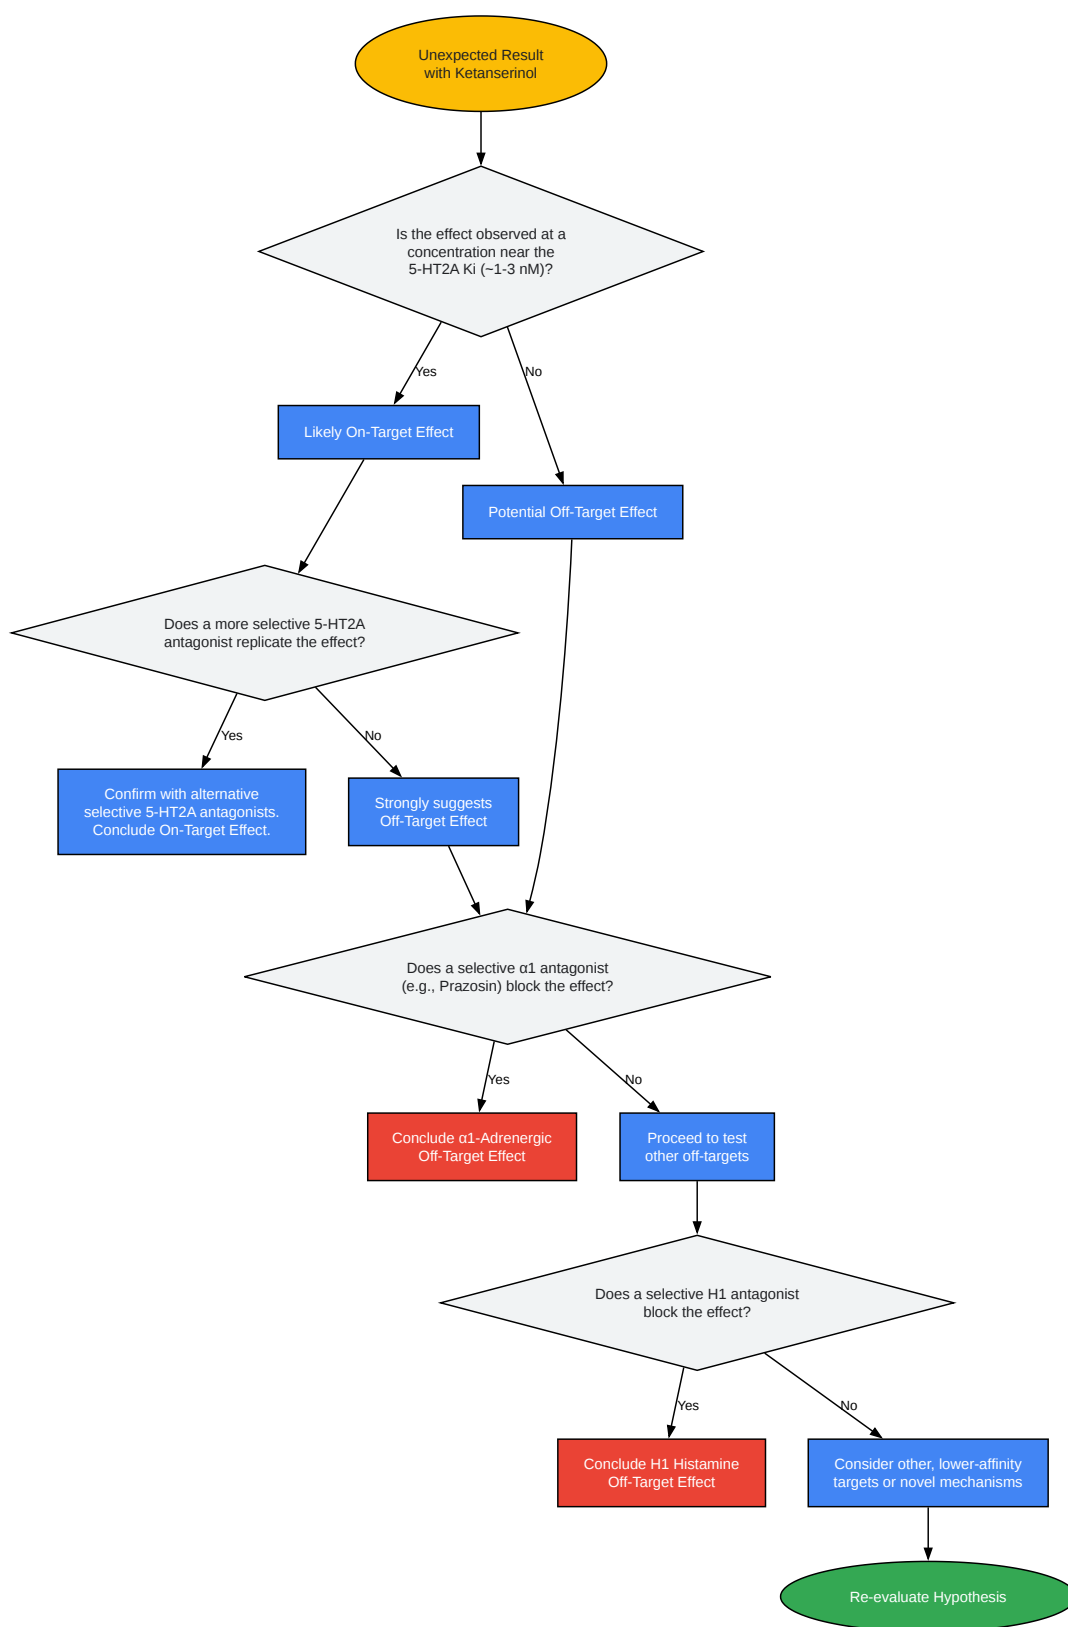 Unexpected Result
with Ketanserinol
Is the effect observed at a
concentration near the
5-HT2A Ki (~1-3 nM)?
Yes
No
Likely On-Target Effect
Potential Off-Target Effect
Does a more selective 5-HT2A
antagonist replicate the effect?
Yes
No
Confirm with alternative
selective 5-HT2A antagonists.
Conclude On-Target Effect.
Strongly suggests
Off-Target Effect
Does a selective α1 antagonist
(e.g., Prazosin) block the effect?
Yes
No
Conclude α1-Adrenergic
Off-Target Effect
Proceed to test
other off-targets
Does a selective H1 antagonist
block the effect?
Yes
No
Conclude H1 Histamine
Off-Target Effect
Consider other, lower-affinity
targets or novel mechanisms
Re-evaluate Hypothesis